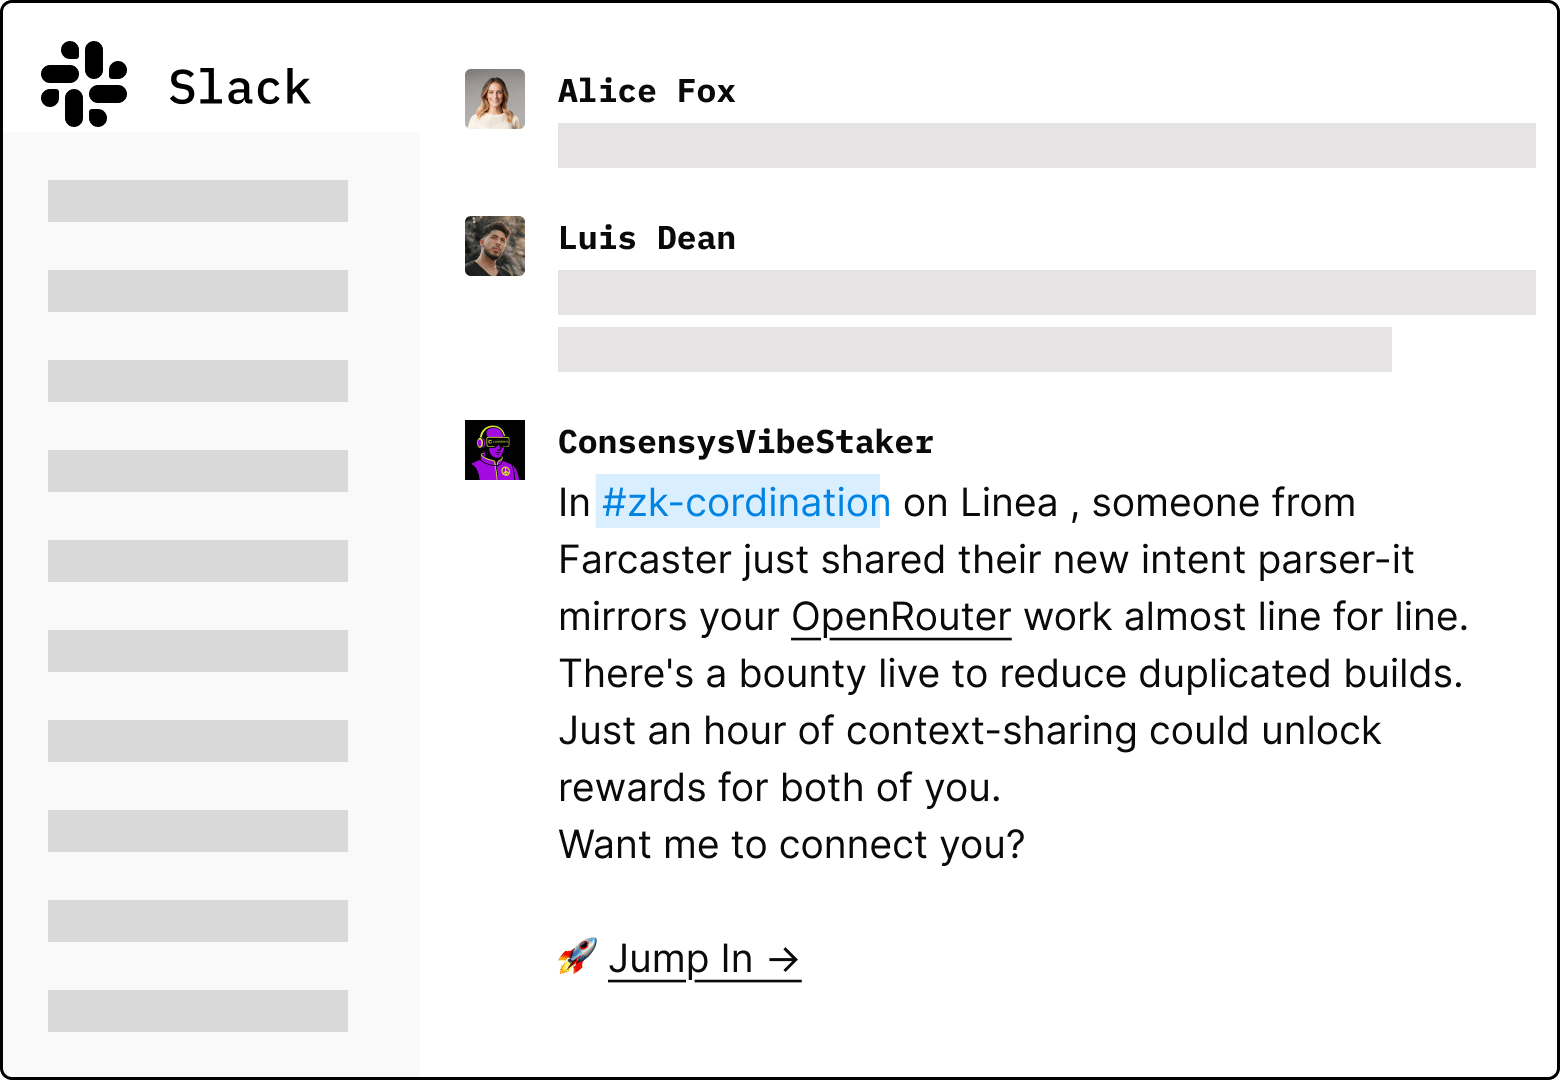 Slack
Alice Fox
Luis Dean
ConsensysVibeStaker
In #zk-cordination on Linea , someone from
Farcaster just shared their new intent parser-it
mirrors your OpenRouter work almost line for line.
There's a bounty live to reduce duplicated builds.
Just an hour of context-sharing could unlock
rewards for both of you.
Want me to connect you?
🚀 Jump In →